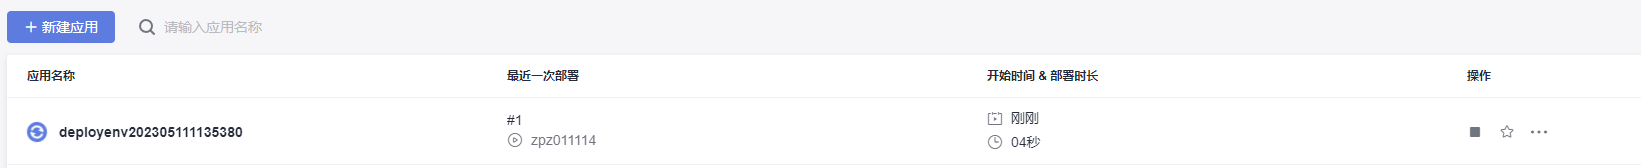 新建应用 请输入应用名称
应用名称 最近一次部署 开始时间 & 部署时长 操作
deployenv202305111135380 #1 刚刚
zpz011114 04秒